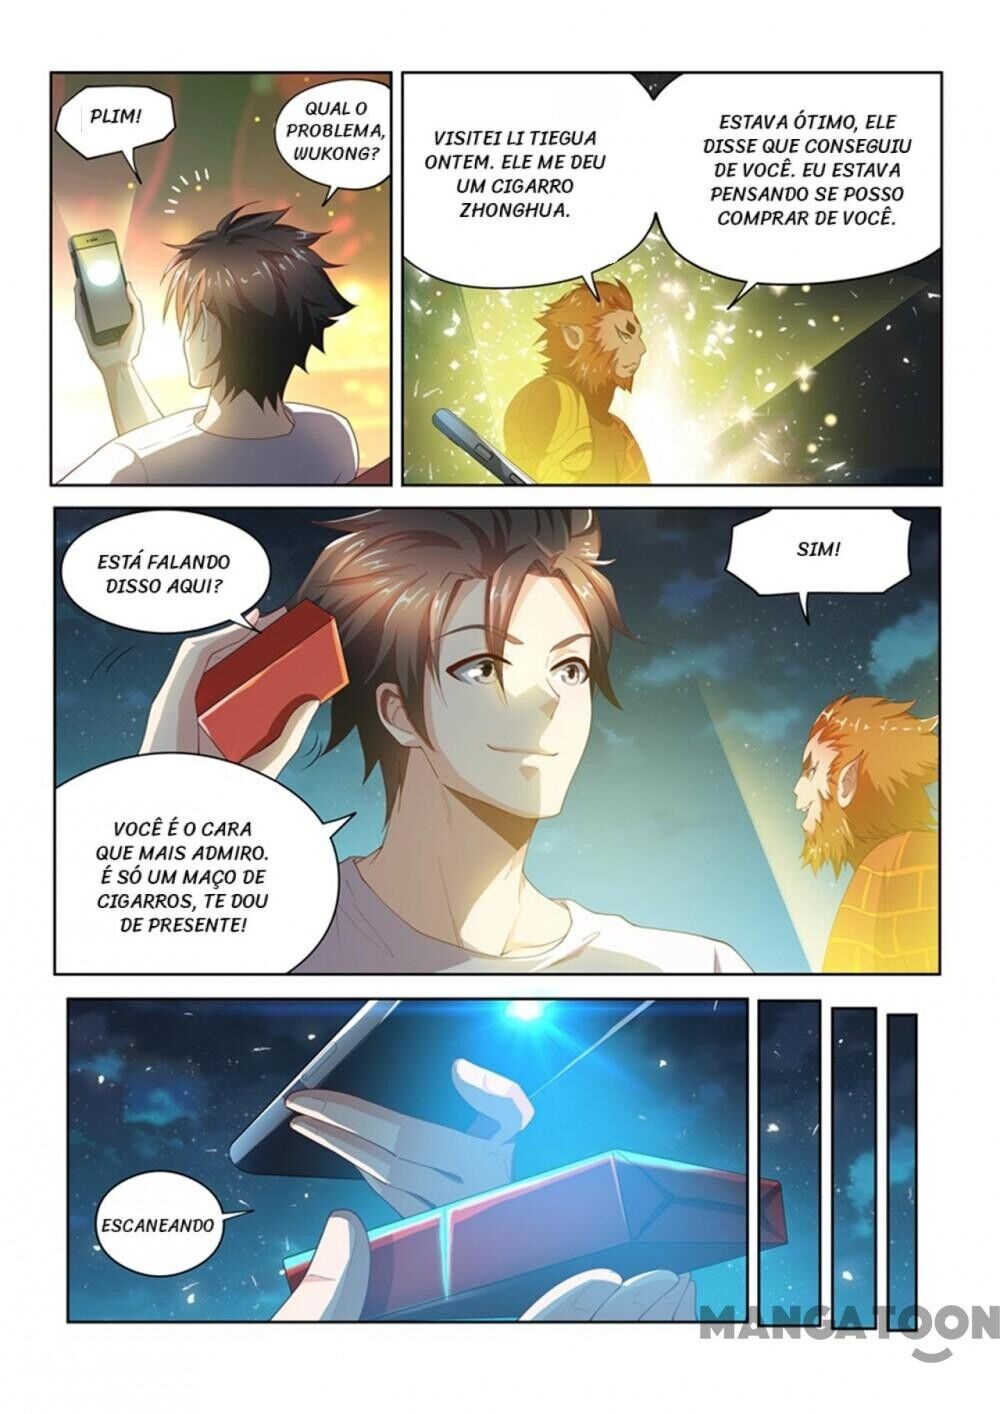 PLIM!
QUAL O
PROBLEMA,
WUKONG?
VISITEI LI TIEGUA
ONTEM. ELE ME DEU
UM CIGARRO
ZHONGHUA.
ESTAVA ÓTIMO, ELE
DISSE QUE CONSEGUIU
DE VOCÊ. EU ESTAVA
PENSANDO SE POSSO
COMPRAR DE VOCÊ.
ESTÁ FALANDO
DISSO AQUI?
SIM!
VOCÊ É O CARA
QUE MAIS ADMIRO.
É SÓ UM MAÇO DE
CIGARROS, TE DOU
DE PRESENTE!
ESCANEANDO
MANGATOON